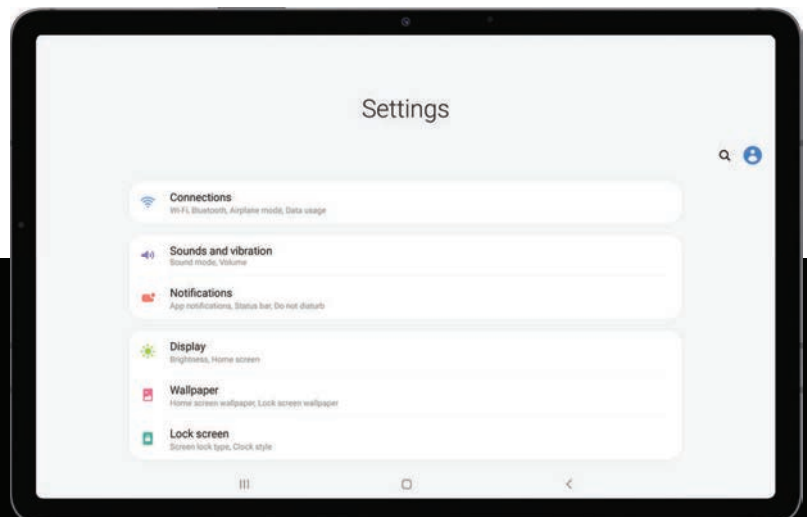 Settings
Connections
Wi-Fi, Bluetooth, Airplane mode, Data usage
Sounds and vibration
Sound mode, Volume
Notifications
App notifications, Status bar, Do not disturb
Display
Brightness, Home screen
Wallpaper
Home screen wallpaper, Lock screen wallpaper
Lock screen
Screen lock type, Clock style